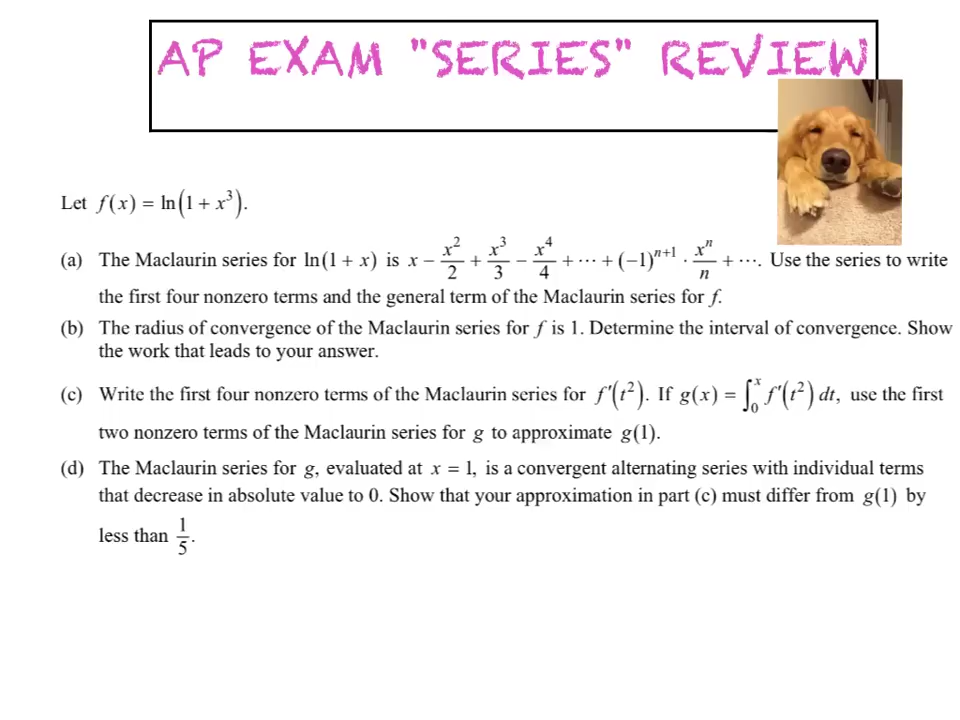 AP EXAM "SERIES" REVIEW
Let f(x) = ln(1 + x³).
(a) The Maclaurin series for ln(1 + x) is x − x²/2 + x³/3 − x⁴/4 + ⋯ + (−1)ⁿ⁺¹ · xⁿ/n + ⋯. Use the series to write
the first four nonzero terms and the general term of the Maclaurin series for f.
(b) The radius of convergence of the Maclaurin series for f is 1. Determine the interval of convergence. Show
the work that leads to your answer.
(c) Write the first four nonzero terms of the Maclaurin series for f′(t²). If g(x) = ∫₀ˣ f′(t²) dt, use the first
two nonzero terms of the Maclaurin series for g to approximate g(1).
(d) The Maclaurin series for g, evaluated at x = 1, is a convergent alternating series with individual terms
that decrease in absolute value to 0. Show that your approximation in part (c) must differ from g(1) by
less than 1/5.